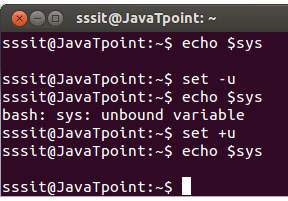 sssit@JavaTpoint: ~
sssit@JavaTpoint:~$ echo $sys
sssit@JavaTpoint:~$ set -u
sssit@JavaTpoint:~$ echo $sys
bash: sys: unbound variable
sssit@JavaTpoint:~$ set +u
sssit@JavaTpoint:~$ echo $sys
sssit@JavaTpoint:~$